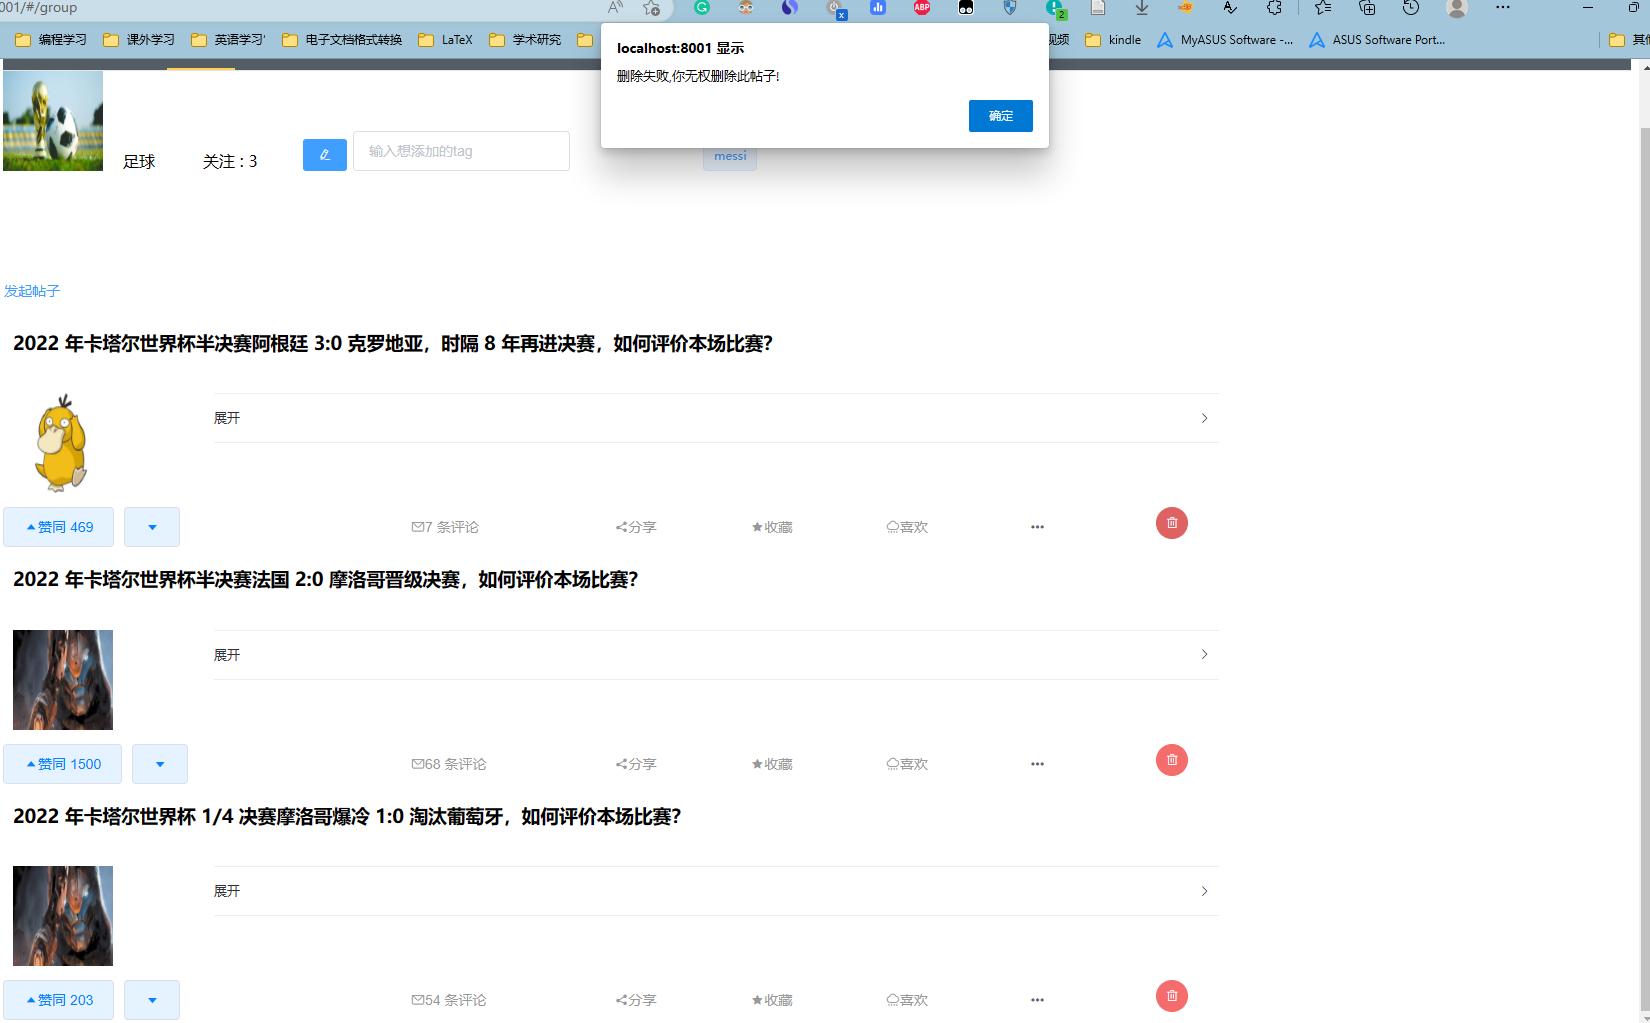 001/#/group
编程学习 课外学习 英语学习' 电子文档格式转换 LaTeX 学术研究 视频 kindle MyASUS Software -... ASUS Software Port...
localhost:8001 显示
删除失败,你无权删除此帖子!
确定
足球 关注 : 3 输入想添加的tag messi
发起帖子
2022 年卡塔尔世界杯半决赛阿根廷 3:0 克罗地亚，时隔 8 年再进决赛，如何评价本场比赛？
展开
赞同 469 7 条评论 分享 收藏 喜欢
2022 年卡塔尔世界杯半决赛法国 2:0 摩洛哥晋级决赛，如何评价本场比赛？
展开
赞同 1500 68 条评论 分享 收藏 喜欢
2022 年卡塔尔世界杯 1/4 决赛摩洛哥爆冷 1:0 淘汰葡萄牙，如何评价本场比赛？
展开
赞同 203 54 条评论 分享 收藏 喜欢